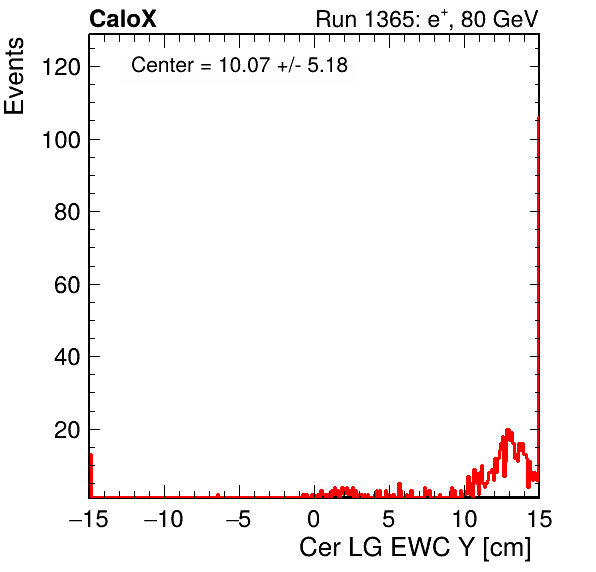 CaloX Run 1365: e⁺, 80 GeV
Events
Center = 10.07 +/- 5.18
120
100
80
60
40
20
−15 −10 −5 0 5 10 15
Cer LG EWC Y [cm]